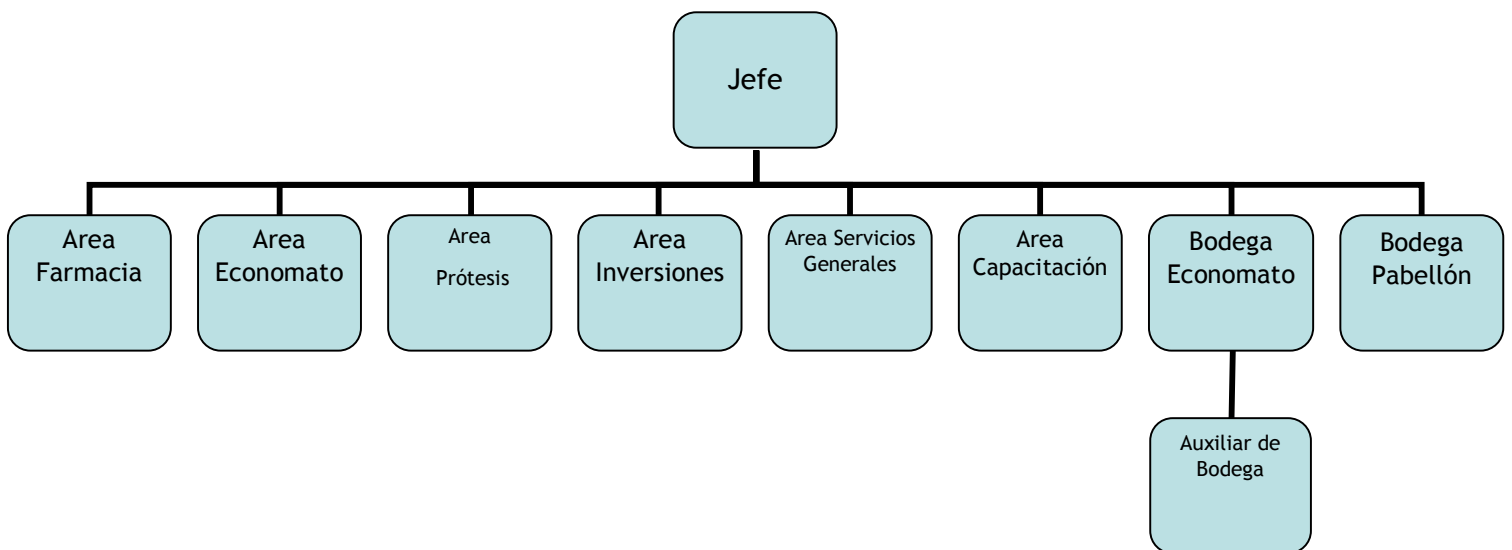 Jefe
Area
Farmacia
Area
Economato
Area
Prótesis
Area
Inversiones
Area Servicios
Generales
Area
Capacitación
Bodega
Economato
Bodega
Pabellón
Auxiliar de
Bodega